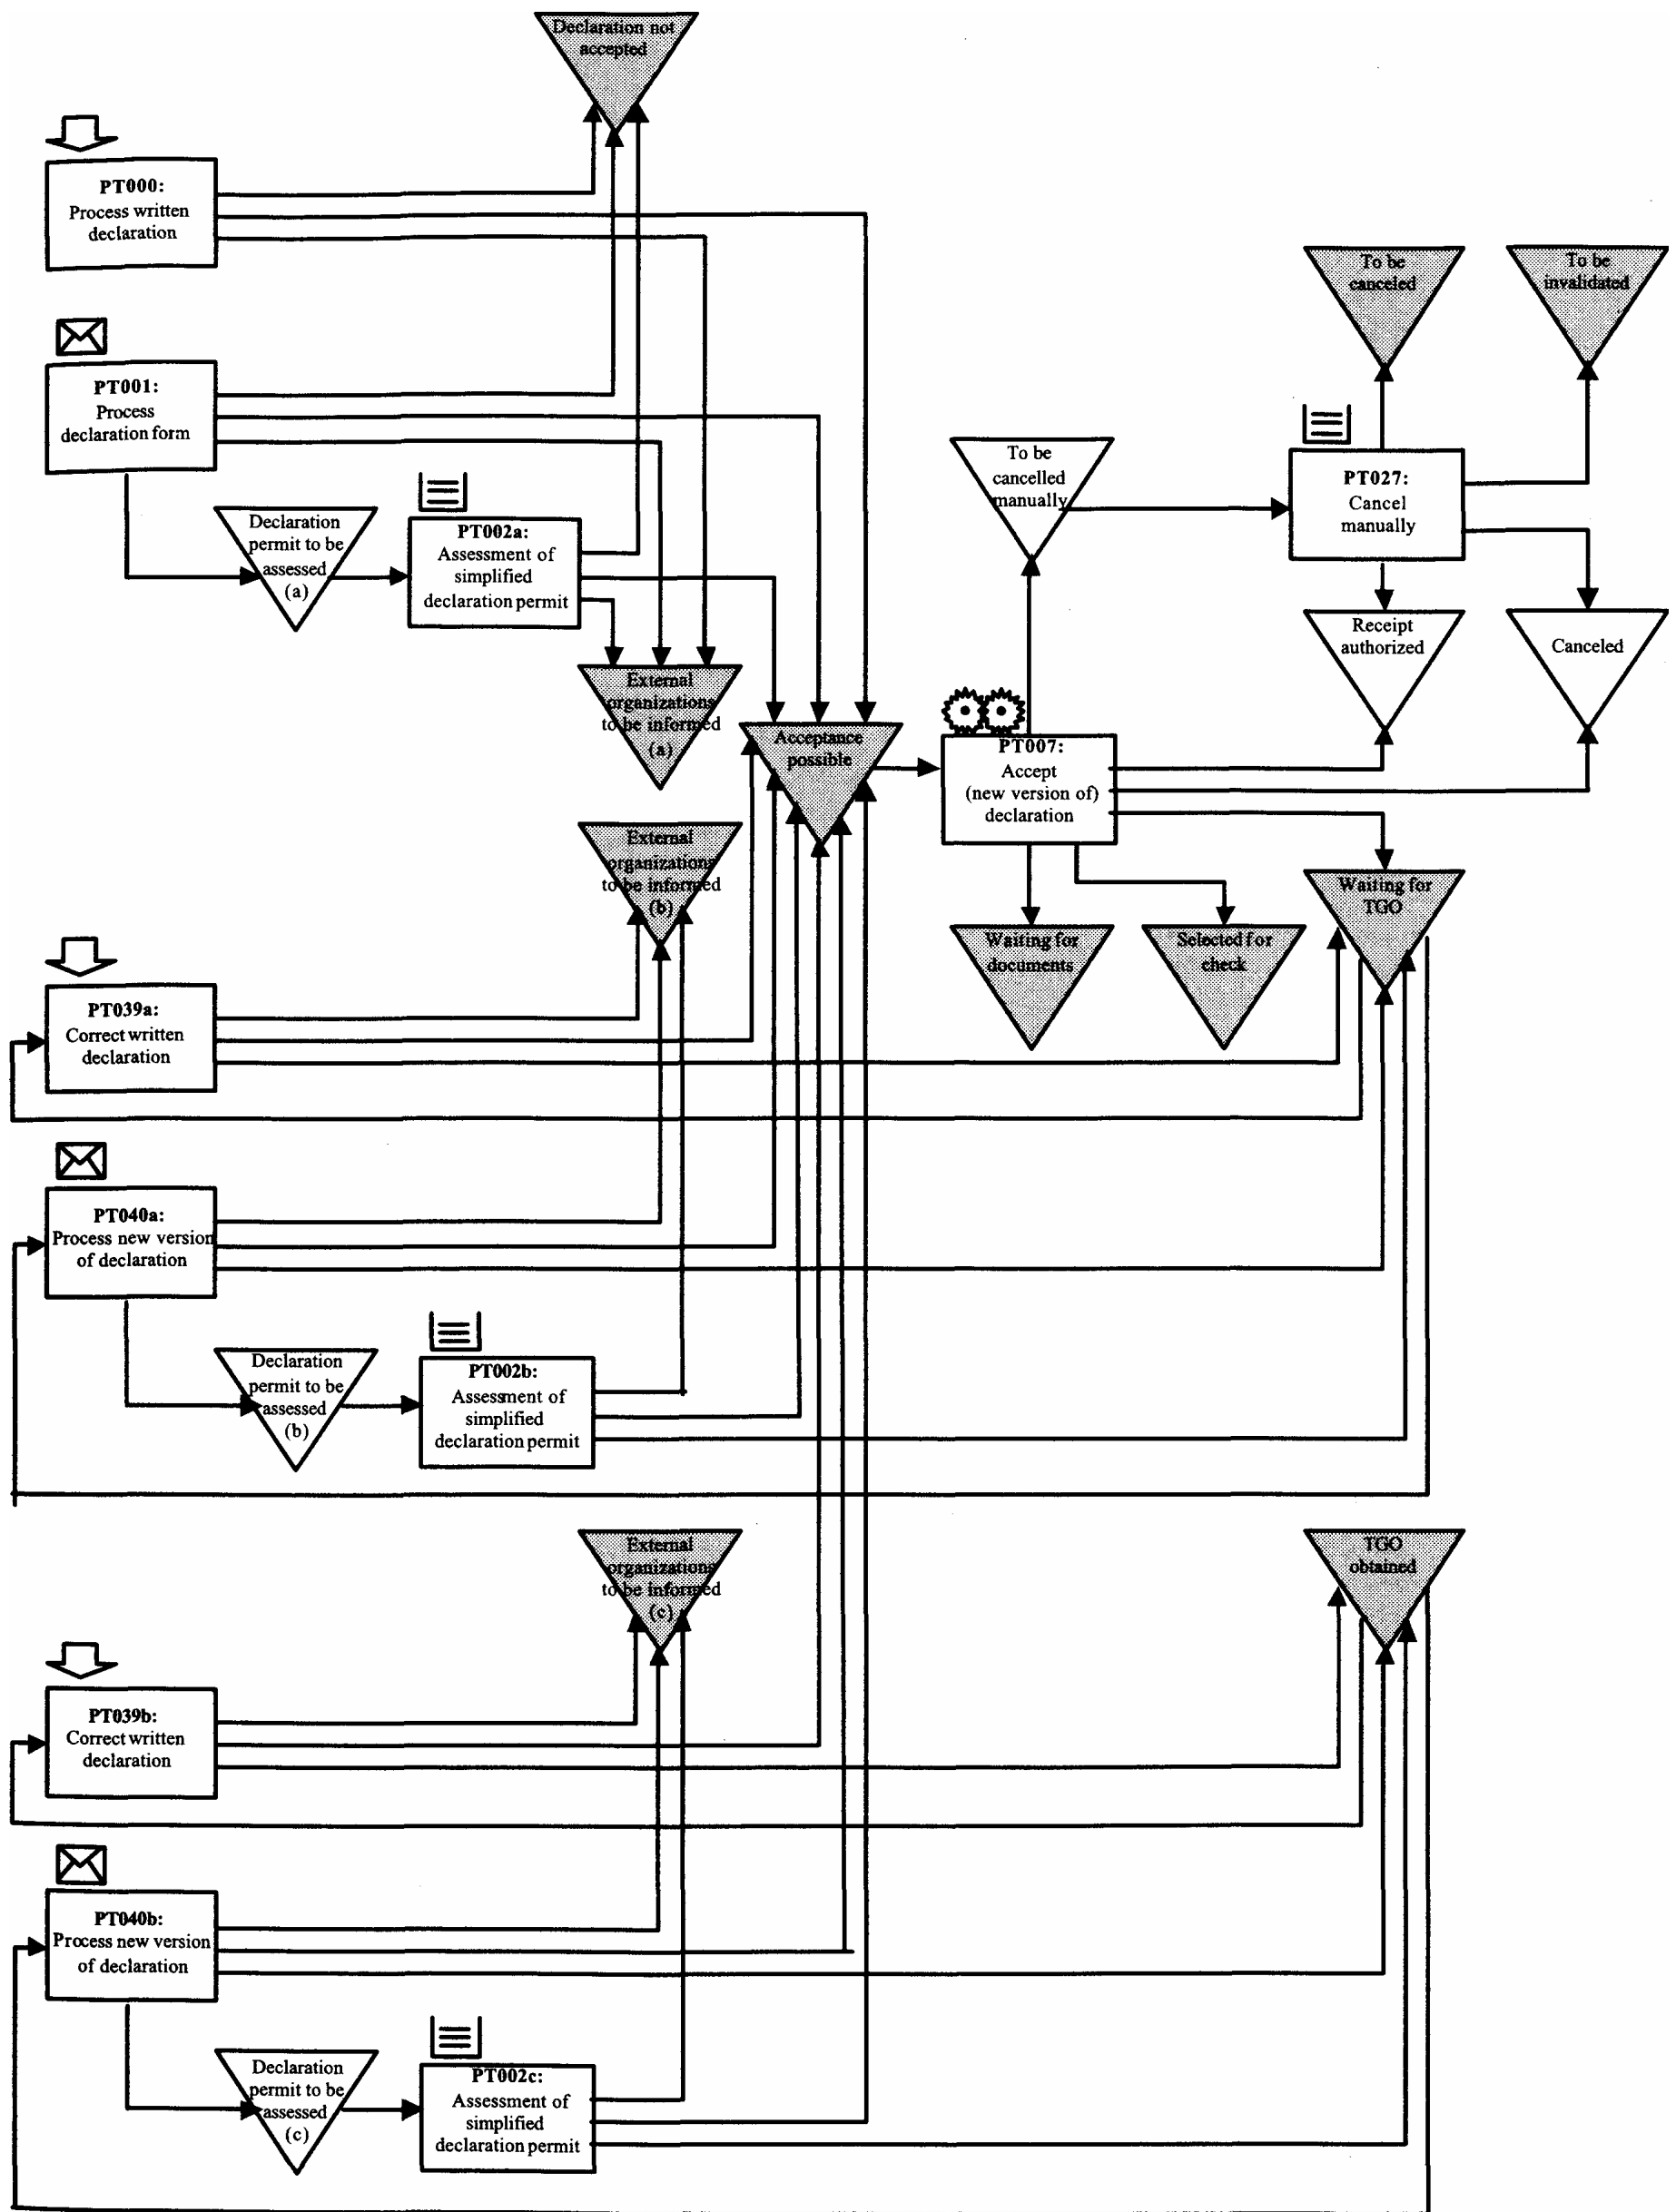 Declaration not
accepted
PT000:
Process written
declaration
To be
canceled
To be
invalidated
PT001:
Process
declaration form
To be
cancelled
manually
PT027:
Cancel
manually
Declaration
permit to be
assessed
(a)
PT002a:
Assessment of
simplified
declaration permit
Receipt
authorized
Canceled
External
organizations
to be informed
(a)
Acceptance
possible
PT007:
Accept
(new version of)
declaration
External
organizations
to be informed
(b)
Waiting for
TGO
Waiting for
documents
Selected for
check
PT039a:
Correct written
declaration
PT040a:
Process new version
of declaration
Declaration
permit to be
assessed
(b)
PT002b:
Assessment of
simplified
declaration permit
External
organizations
to be informed
(c)
TGO
obtained
PT039b:
Correct written
declaration
PT040b:
Process new version
of declaration
Declaration
permit to be
assessed
(c)
PT002c:
Assessment of
simplified
declaration permit